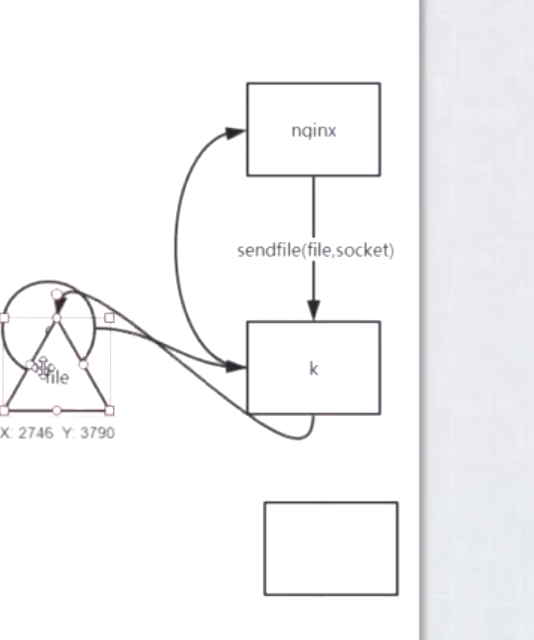 nginx
sendfile(file,socket)
k
file
X: 2746 Y: 3790